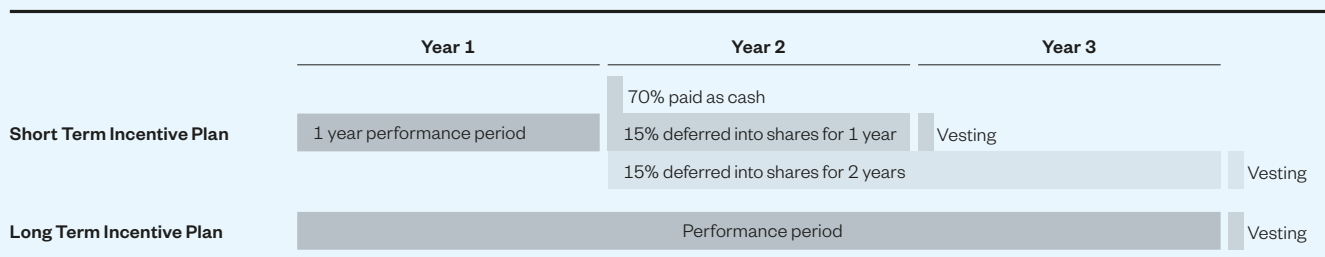 Year 1 Year 2 Year 3
70% paid as cash
Short Term Incentive Plan 1 year performance period 15% deferred into shares for 1 year Vesting
15% deferred into shares for 2 years Vesting
Long Term Incentive Plan Performance period Vesting